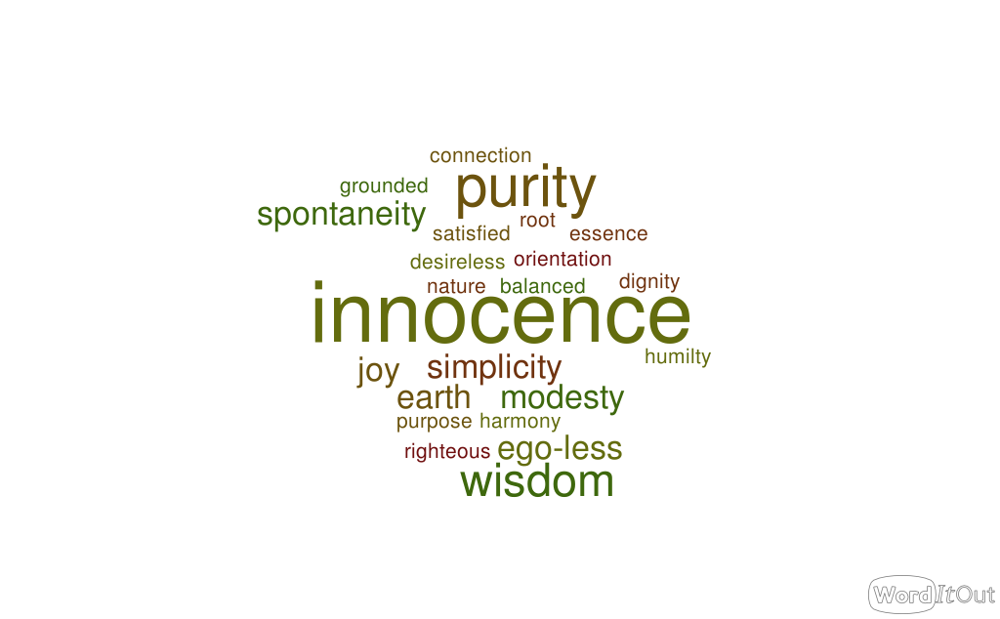 connection
purity
grounded
spontaneity
root
satisfied
essence
desireless
orientation
nature
balanced
dignity
innocence
humilty
joy
simplicity
earth
modesty
purpose
harmony
righteous
ego-less
wisdom
WordItOut